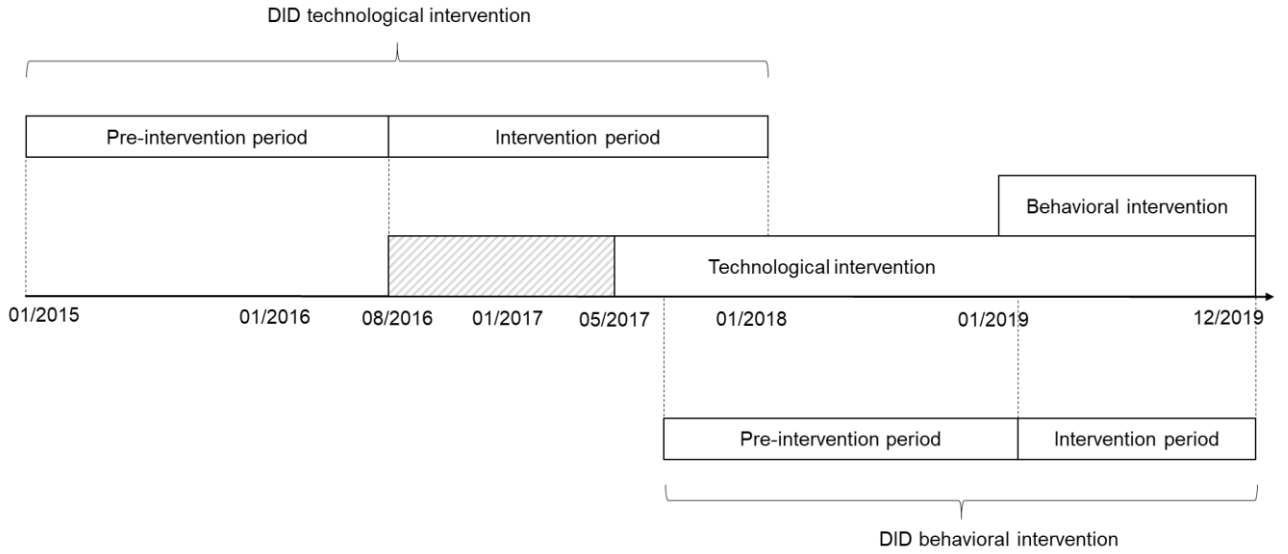 DID technological intervention
Pre-intervention period
Intervention period
Behavioral intervention
Technological intervention
01/2015
01/2016
08/2016
01/2017
05/2017
01/2018
01/2019
12/2019
Pre-intervention period
Intervention period
DID behavioral intervention